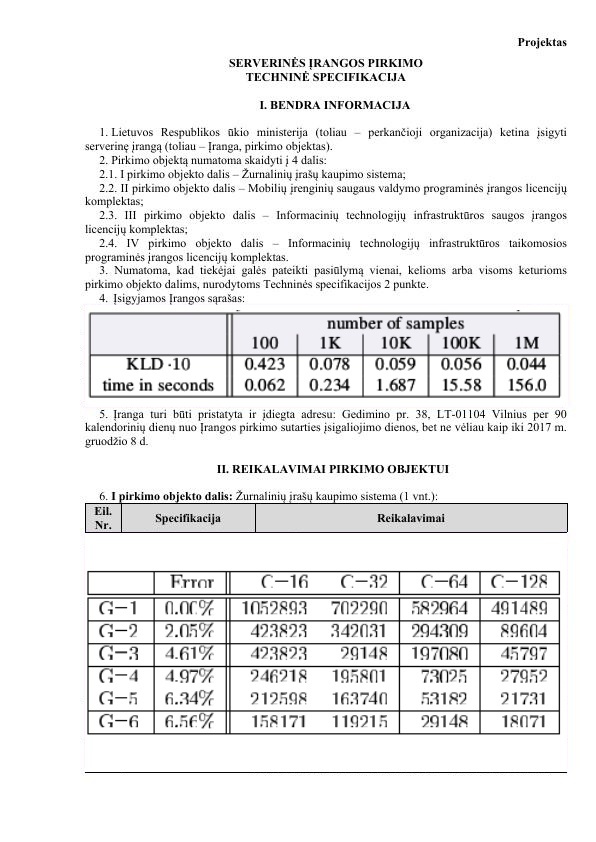 Projektas
SERVERINĖS ĮRANGOS PIRKIMO
TECHNINĖ SPECIFIKACIJA
I. BENDRA INFORMACIJA
1. Lietuvos Respublikos ūkio ministerija (toliau – perkančioji organizacija) ketina įsigyti
serverinę įrangą (toliau – Įranga, pirkimo objektas).
2. Pirkimo objektą numatoma skaidyti į 4 dalis:
2.1. I pirkimo objekto dalis – Žurnalinių įrašų kaupimo sistema;
2.2. II pirkimo objekto dalis – Mobilių įrenginių saugaus valdymo programinės įrangos licencijų
komplektas;
2.3. III pirkimo objekto dalis – Informacinių technologijų infrastruktūros saugos įrangos
licencijų komplektas;
2.4. IV pirkimo objekto dalis – Informacinių technologijų infrastruktūros taikomosios
programinės įrangos licencijų komplektas.
3. Numatoma, kad tiekėjai galės pateikti pasiūlymą vienai, kelioms arba visoms keturioms
pirkimo objekto dalims, nurodytoms Techninės specifikacijos 2 punkte.
4. Įsigyjamos Įrangos sąrašas:
number of samples
100 1K 10K 100K 1M
KLD ·10 0.423 0.078 0.059 0.056 0.044
time in seconds 0.062 0.234 1.687 15.58 156.0
5. Įranga turi būti pristatyta ir įdiegta adresu: Gedimino pr. 38, LT-01104 Vilnius per 90
kalendorinių dienų nuo Įrangos pirkimo sutarties įsigaliojimo dienos, bet ne vėliau kaip iki 2017 m.
gruodžio 8 d.
II. REIKALAVIMAI PIRKIMO OBJEKTUI
6. I pirkimo objekto dalis: Žurnalinių įrašų kaupimo sistema (1 vnt.):
Eil. Nr. Specifikacija Reikalavimai
Error C−16 C−32 C−64 C−128
G−1 0.00% 1052893 702290 582964 491489
G−2 2.05% 423823 342031 294309 89604
G−3 4.61% 423823 29148 197080 45797
G−4 4.97% 246218 195801 73025 27952
G−5 6.34% 212598 163740 53182 21731
G−6 6.56% 158171 119215 29148 18071